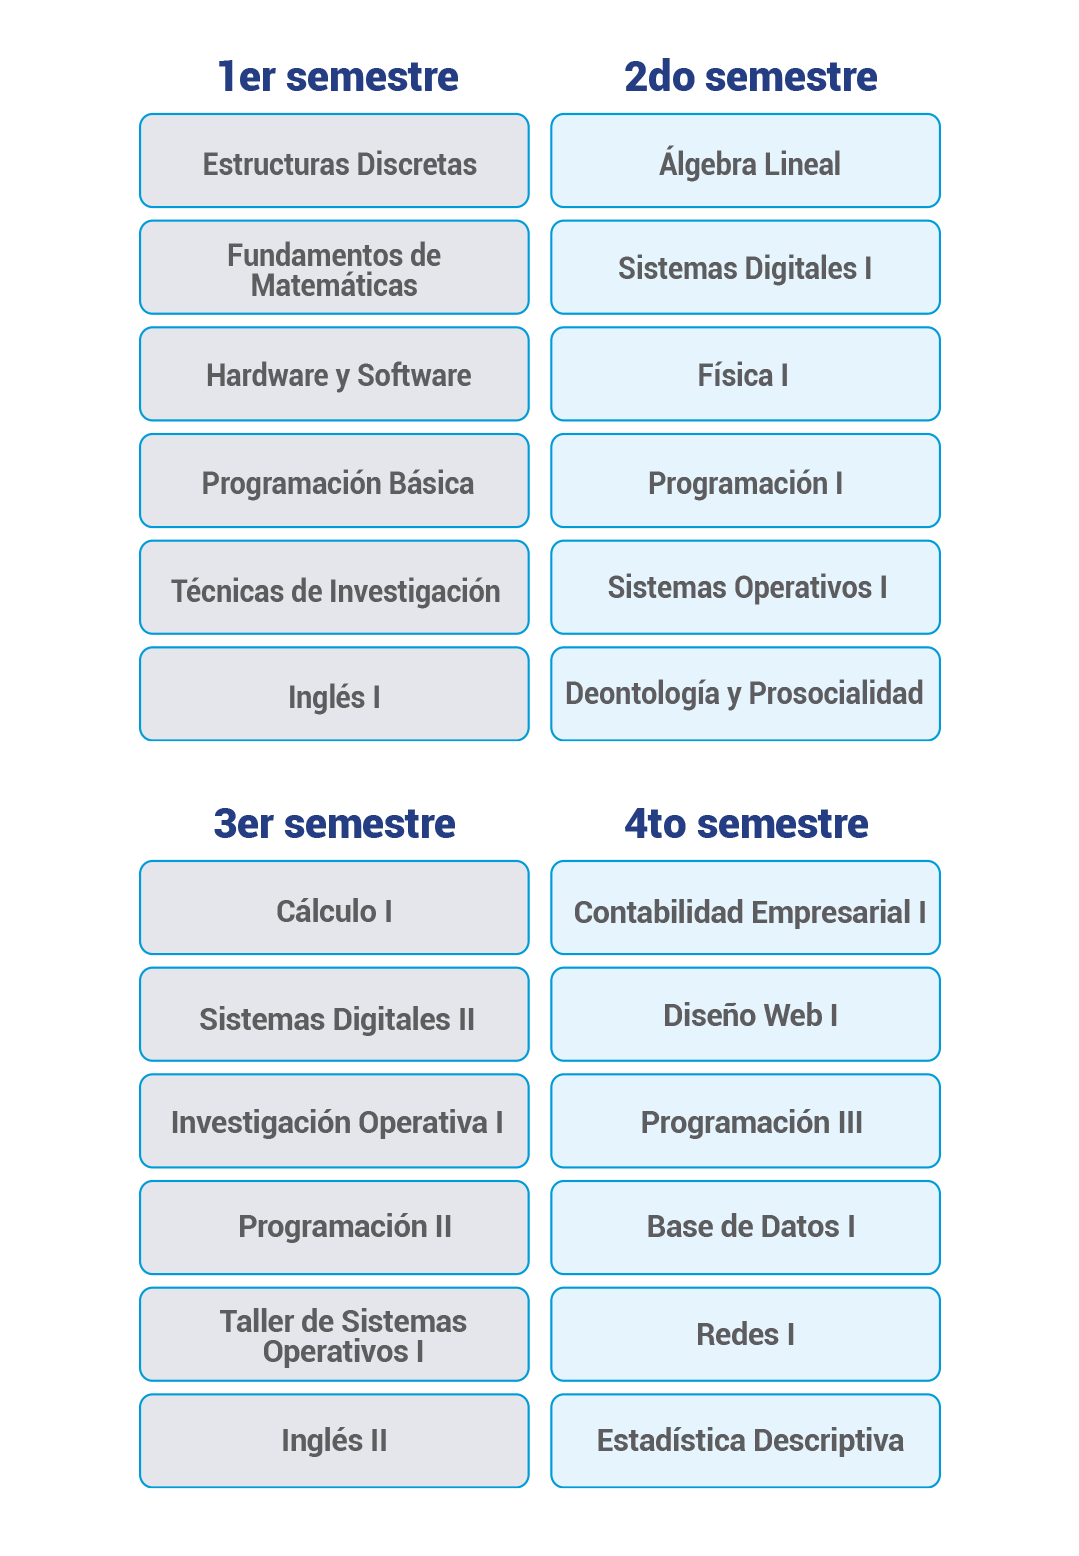 1er semestre
Estructuras Discretas
Fundamentos de
Matemáticas
Hardware y Software
Programación Básica
Técnicas de Investigación
Inglés I
2do semestre
Álgebra Lineal
Sistemas Digitales I
Física I
Programación I
Sistemas Operativos I
Deontología y Prosocialidad
3er semestre
Cálculo I
Sistemas Digitales II
Investigación Operativa I
Programación II
Taller de Sistemas
Operativos I
Inglés II
4to semestre
Contabilidad Empresarial I
Diseño Web I
Programación III
Base de Datos I
Redes I
Estadística Descriptiva